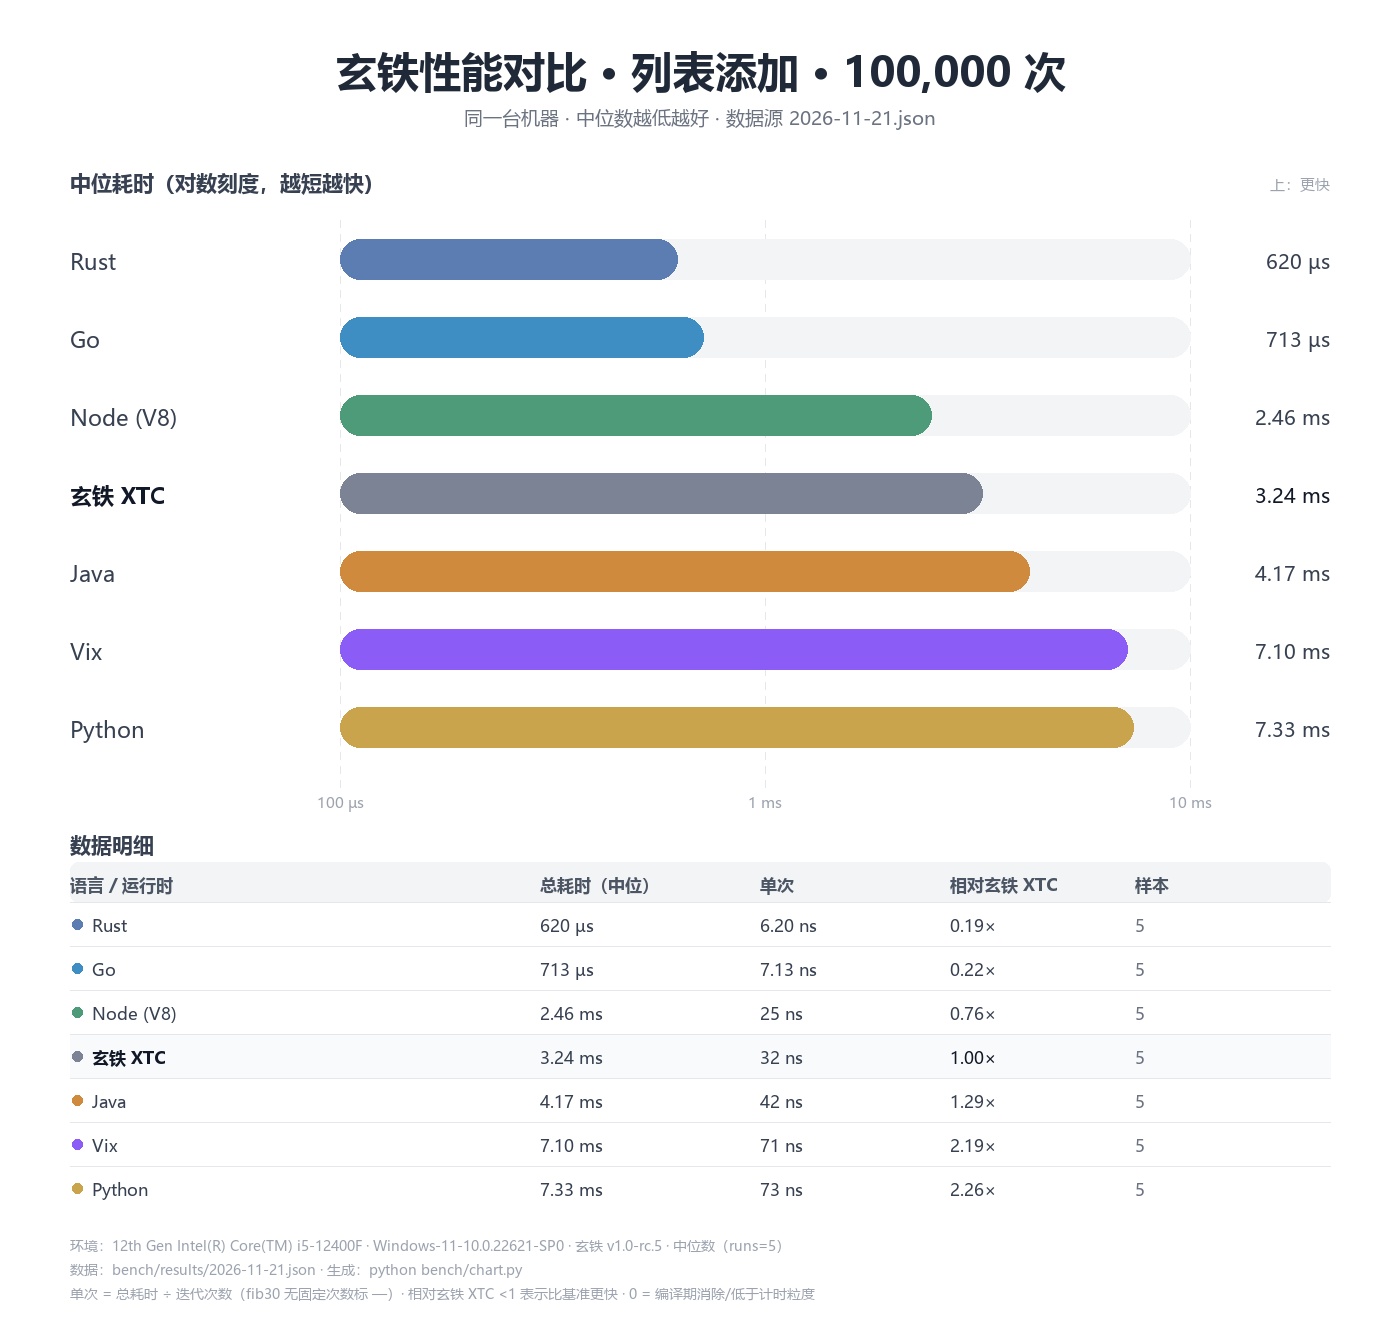 玄铁性能对比 • 列表添加 • 100,000 次
同一台机器 · 中位数越低越好 · 数据源 2026-11-21.json
中位耗时（对数刻度，越短越快）
上：更快
Rust 620 µs
Go 713 µs
Node (V8) 2.46 ms
玄铁 XTC 3.24 ms
Java 4.17 ms
Vix 7.10 ms
Python 7.33 ms
100 µs 1 ms 10 ms
数据明细
语言 / 运行时 总耗时（中位） 单次 相对玄铁 XTC 样本
Rust 620 µs 6.20 ns 0.19× 5
Go 713 µs 7.13 ns 0.22× 5
Node (V8) 2.46 ms 25 ns 0.76× 5
玄铁 XTC 3.24 ms 32 ns 1.00× 5
Java 4.17 ms 42 ns 1.29× 5
Vix 7.10 ms 71 ns 2.19× 5
Python 7.33 ms 73 ns 2.26× 5
环境：12th Gen Intel(R) Core(TM) i5-12400F · Windows-11-10.0.22621-SP0 · 玄铁 v1.0-rc.5 · 中位数（runs=5）
数据：bench/results/2026-11-21.json · 生成：python bench/chart.py
单次 = 总耗时 ÷ 迭代次数（fib30 无固定次数标 —）· 相对玄铁 XTC <1 表示比基准更快 · 0 = 编译期消除/低于计时粒度